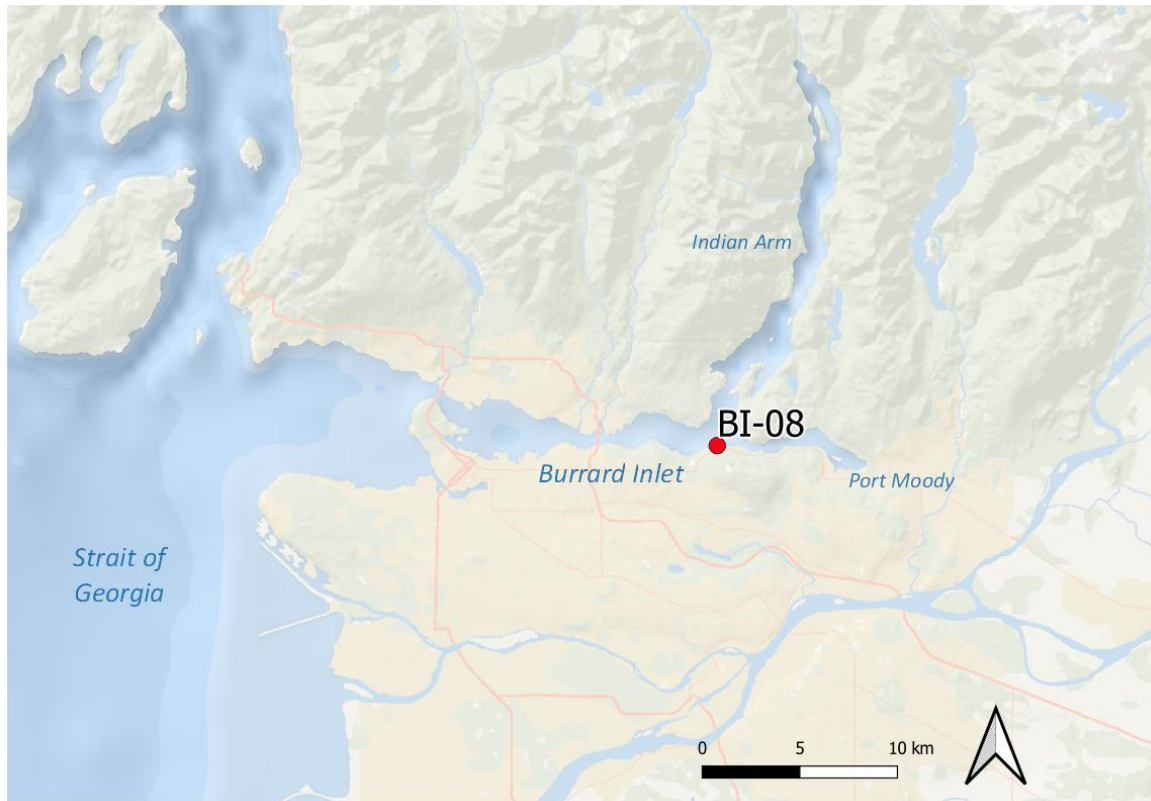 Indian Arm
BI-08
Burrard Inlet
Port Moody
Strait of
Georgia
0 5 10 km